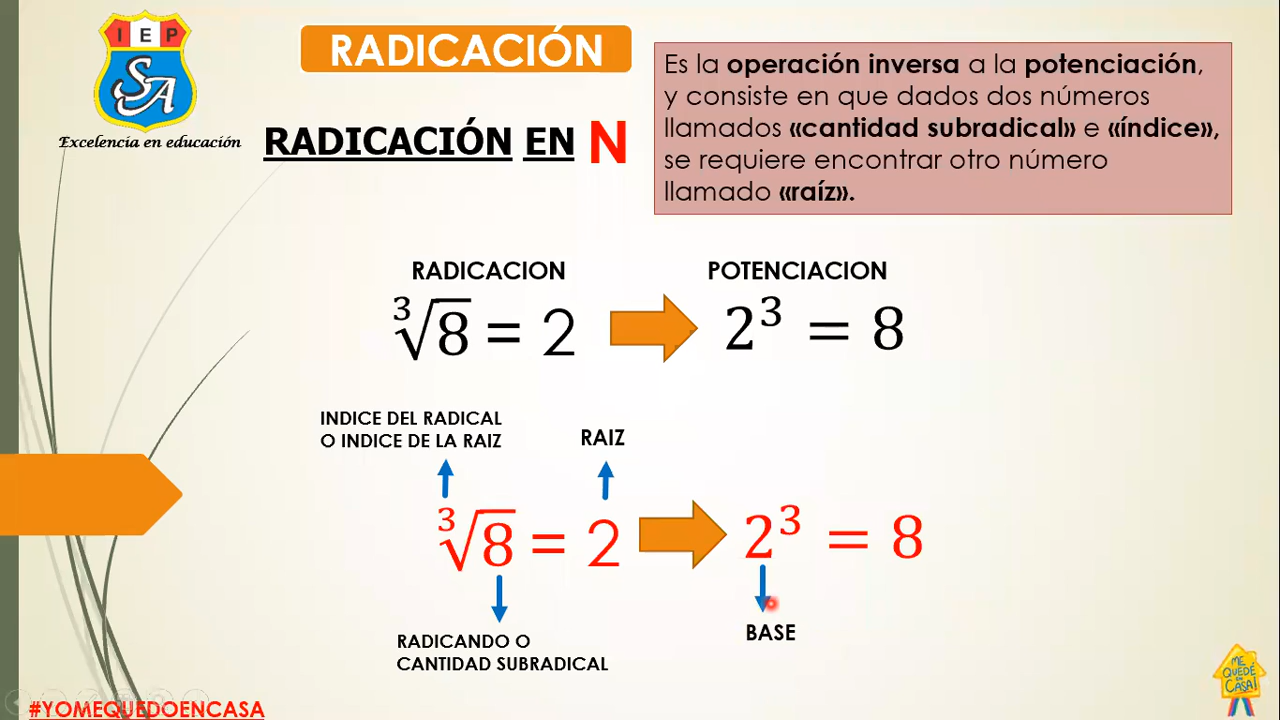 I E P
SA
Excelencia en educación
RADICACIÓN
RADICACIÓN EN N
Es la operación inversa a la potenciación,
y consiste en que dados dos números
llamados «cantidad subradical» e «índice»,
se requiere encontrar otro número
llamado «raíz».
RADICACION
POTENCIACION
∛8 = 2
2³ = 8
INDICE DEL RADICAL
O INDICE DE LA RAIZ
RAIZ
∛8 = 2
2³ = 8
RADICANDO O
CANTIDAD SUBRADICAL
BASE
ME
QUEDÉ
EN
CASA!
#YOMEQUEDOENCASA